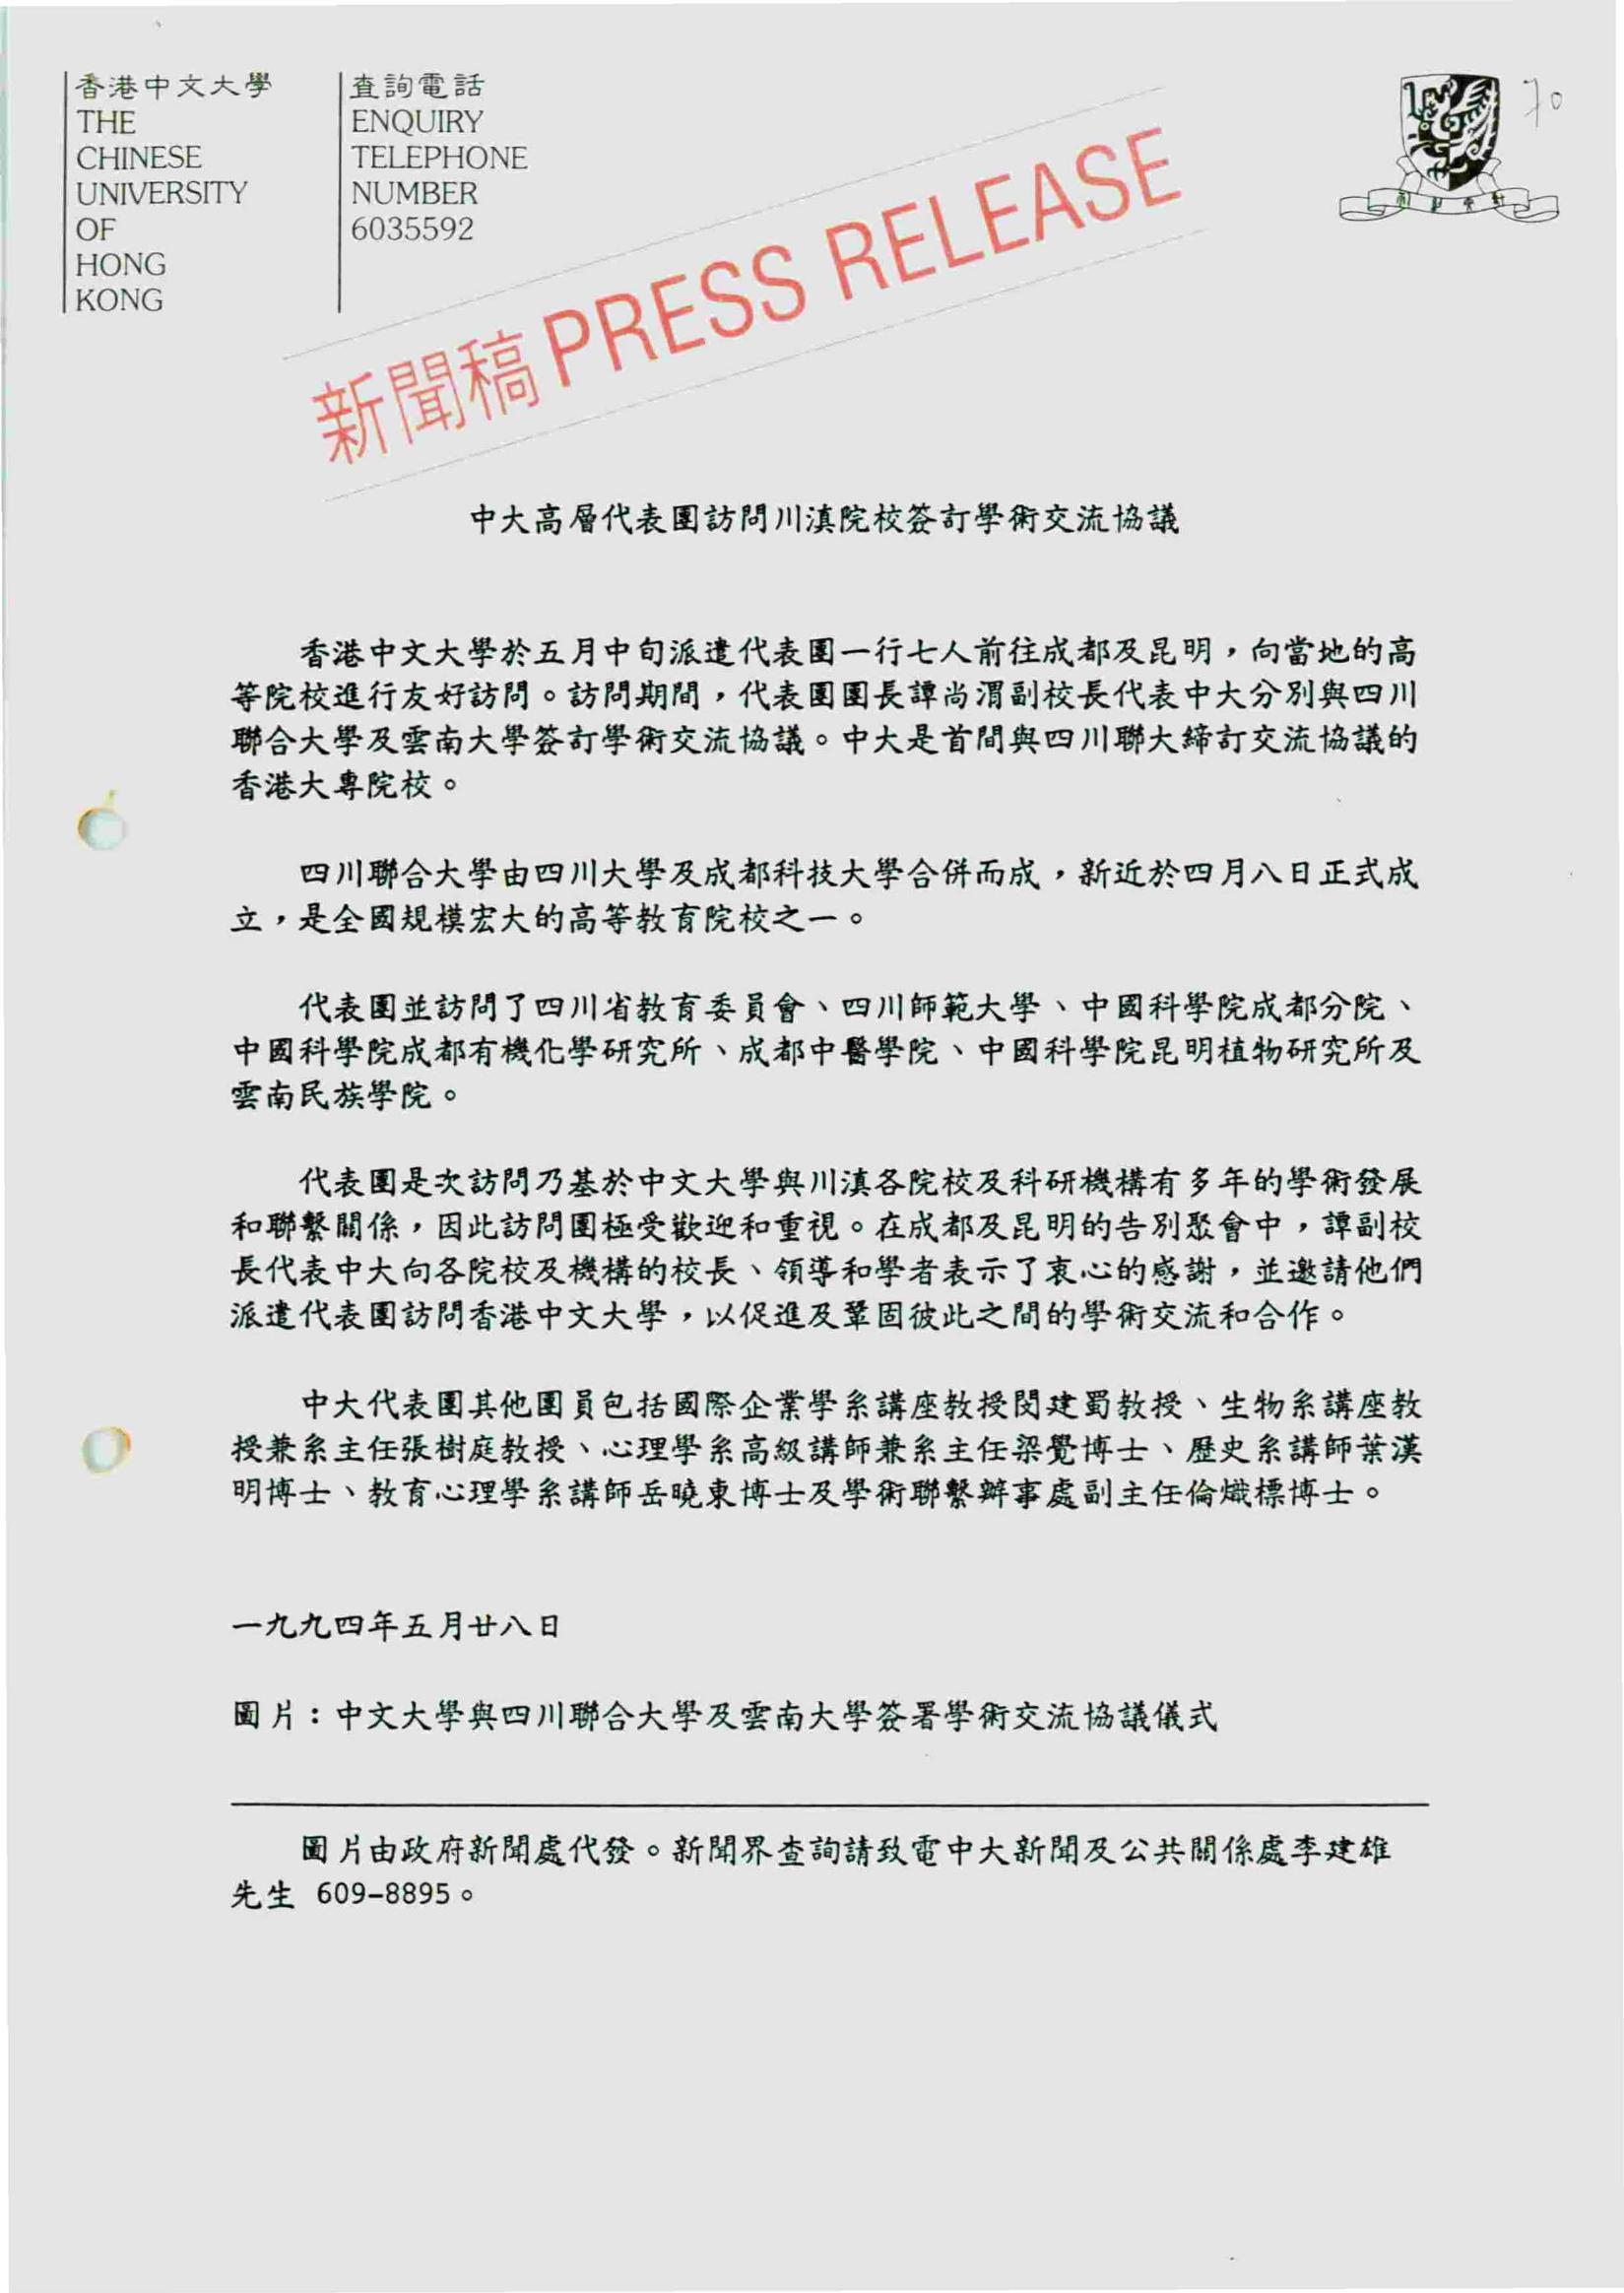 香港中文大學
THE
CHINESE
UNIVERSITY
OF
HONG
KONG
查詢電話
ENQUIRY
TELEPHONE
NUMBER
6035592
70
新聞稿 PRESS RELEASE
中大高層代表團訪問川滇院校簽訂學術交流協議
香港中文大學於五月中旬派遣代表團一行七人前往成都及昆明，向當地的高
等院校進行友好訪問。訪問期間，代表團團長譚尚渭副校長代表中大分別與四川
聯合大學及雲南大學簽訂學術交流協議。中大是首間與四川聯大締訂交流協議的
香港大專院校。
四川聯合大學由四川大學及成都科技大學合併而成，新近於四月八日正式成
立，是全國規模宏大的高等教育院校之一。
代表團並訪問了四川省教育委員會、四川師範大學、中國科學院成都分院、
中國科學院成都有機化學研究所、成都中醫學院、中國科學院昆明植物研究所及
雲南民族學院。
代表團是次訪問乃基於中文大學與川滇各院校及科研機構有多年的學術發展
和聯繫關係，因此訪問團極受歡迎和重視。在成都及昆明的告別聚會中，譚副校
長代表中大向各院校及機構的校長、領導和學者表示了衷心的感謝，並邀請他們
派遣代表團訪問香港中文大學，以促進及鞏固彼此之間的學術交流和合作。
中大代表團其他團員包括國際企業學系講座教授閔建蜀教授、生物系講座教
授兼系主任張樹庭教授、心理學系高級講師兼系主任梁覺博士、歷史系講師葉漢
明博士、教育心理學系講師岳曉東博士及學術聯繫辦事處副主任倫熾標博士。
一九九四年五月廿八日
圖片：中文大學與四川聯合大學及雲南大學簽署學術交流協議儀式
圖片由政府新聞處代發。新聞界查詢請致電中大新聞及公共關係處李建雄
先生 609-8895。